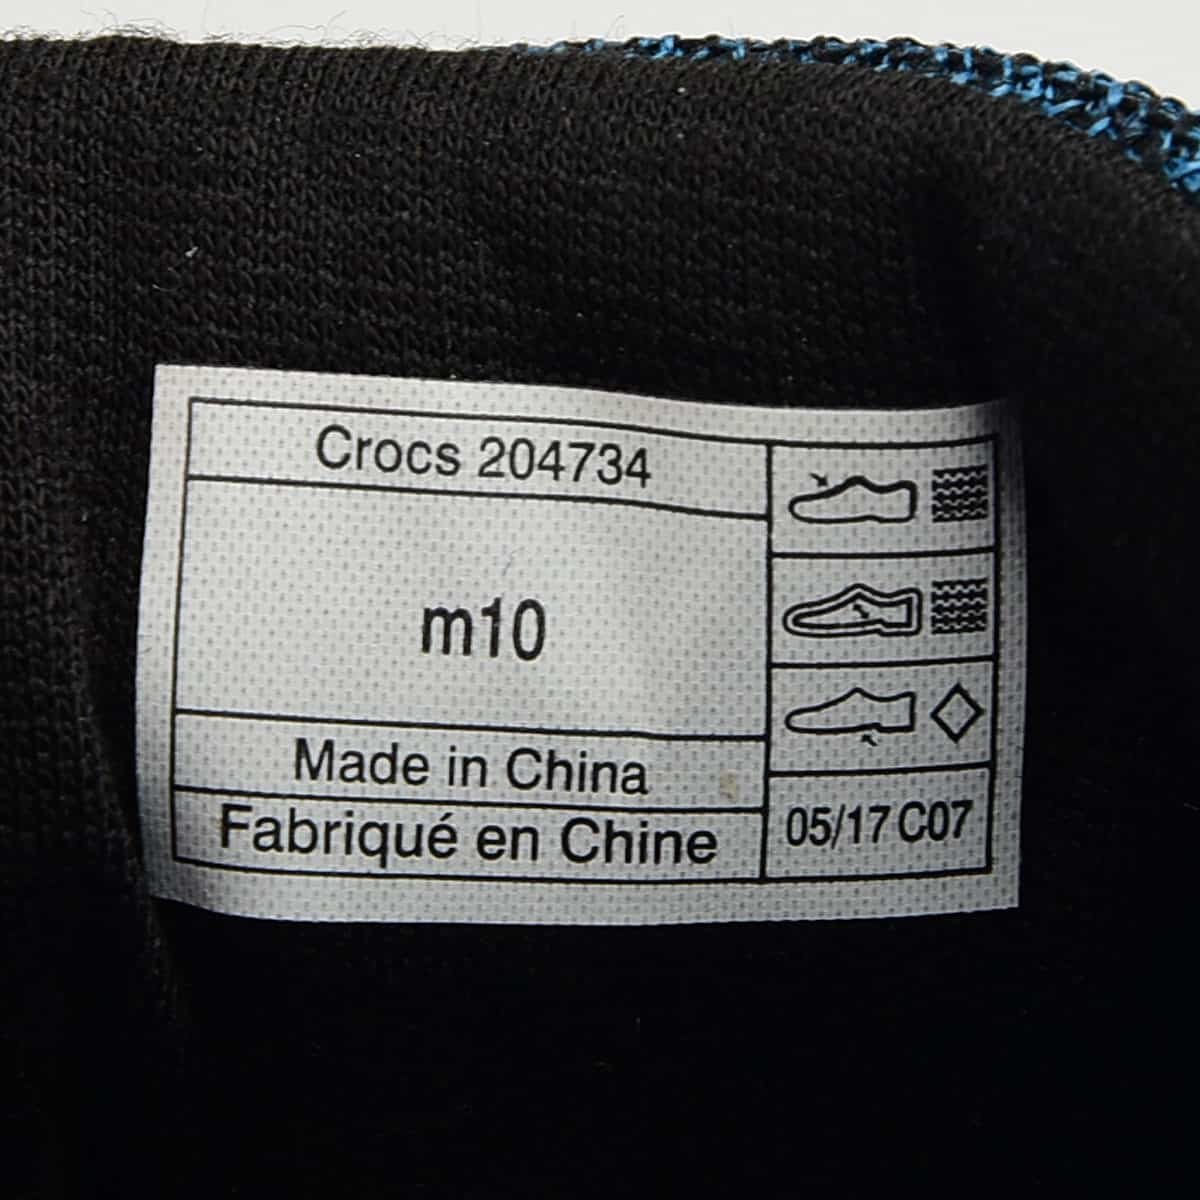 Crocs 204734
m10
Made in China
Fabriqué en Chine
05/17 C07